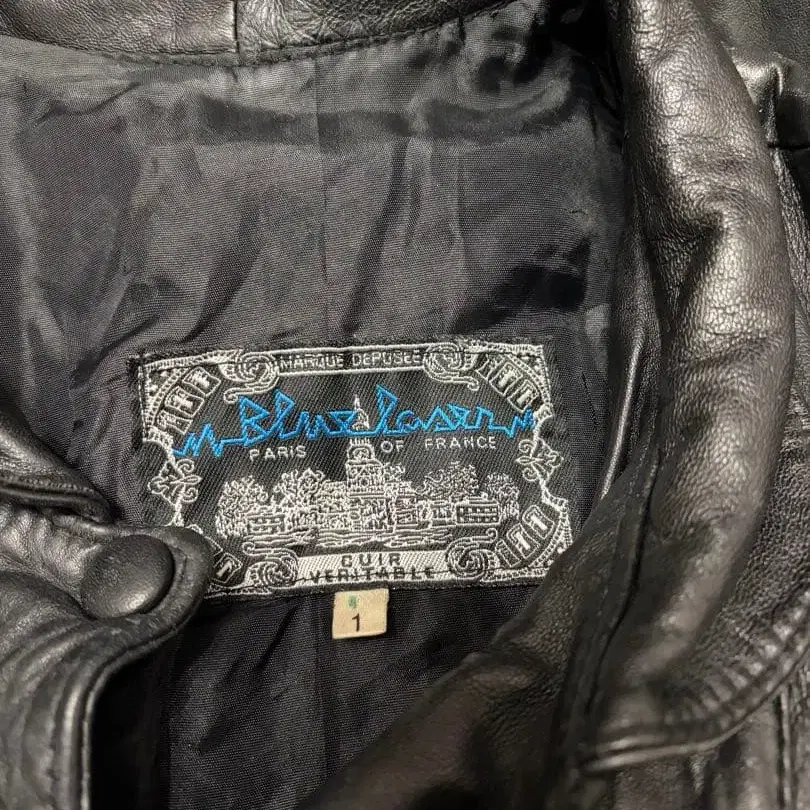 MARQUE DEPOSEE
Blue laser
PARIS OF FRANCE
CUIR
VERITABLE
1